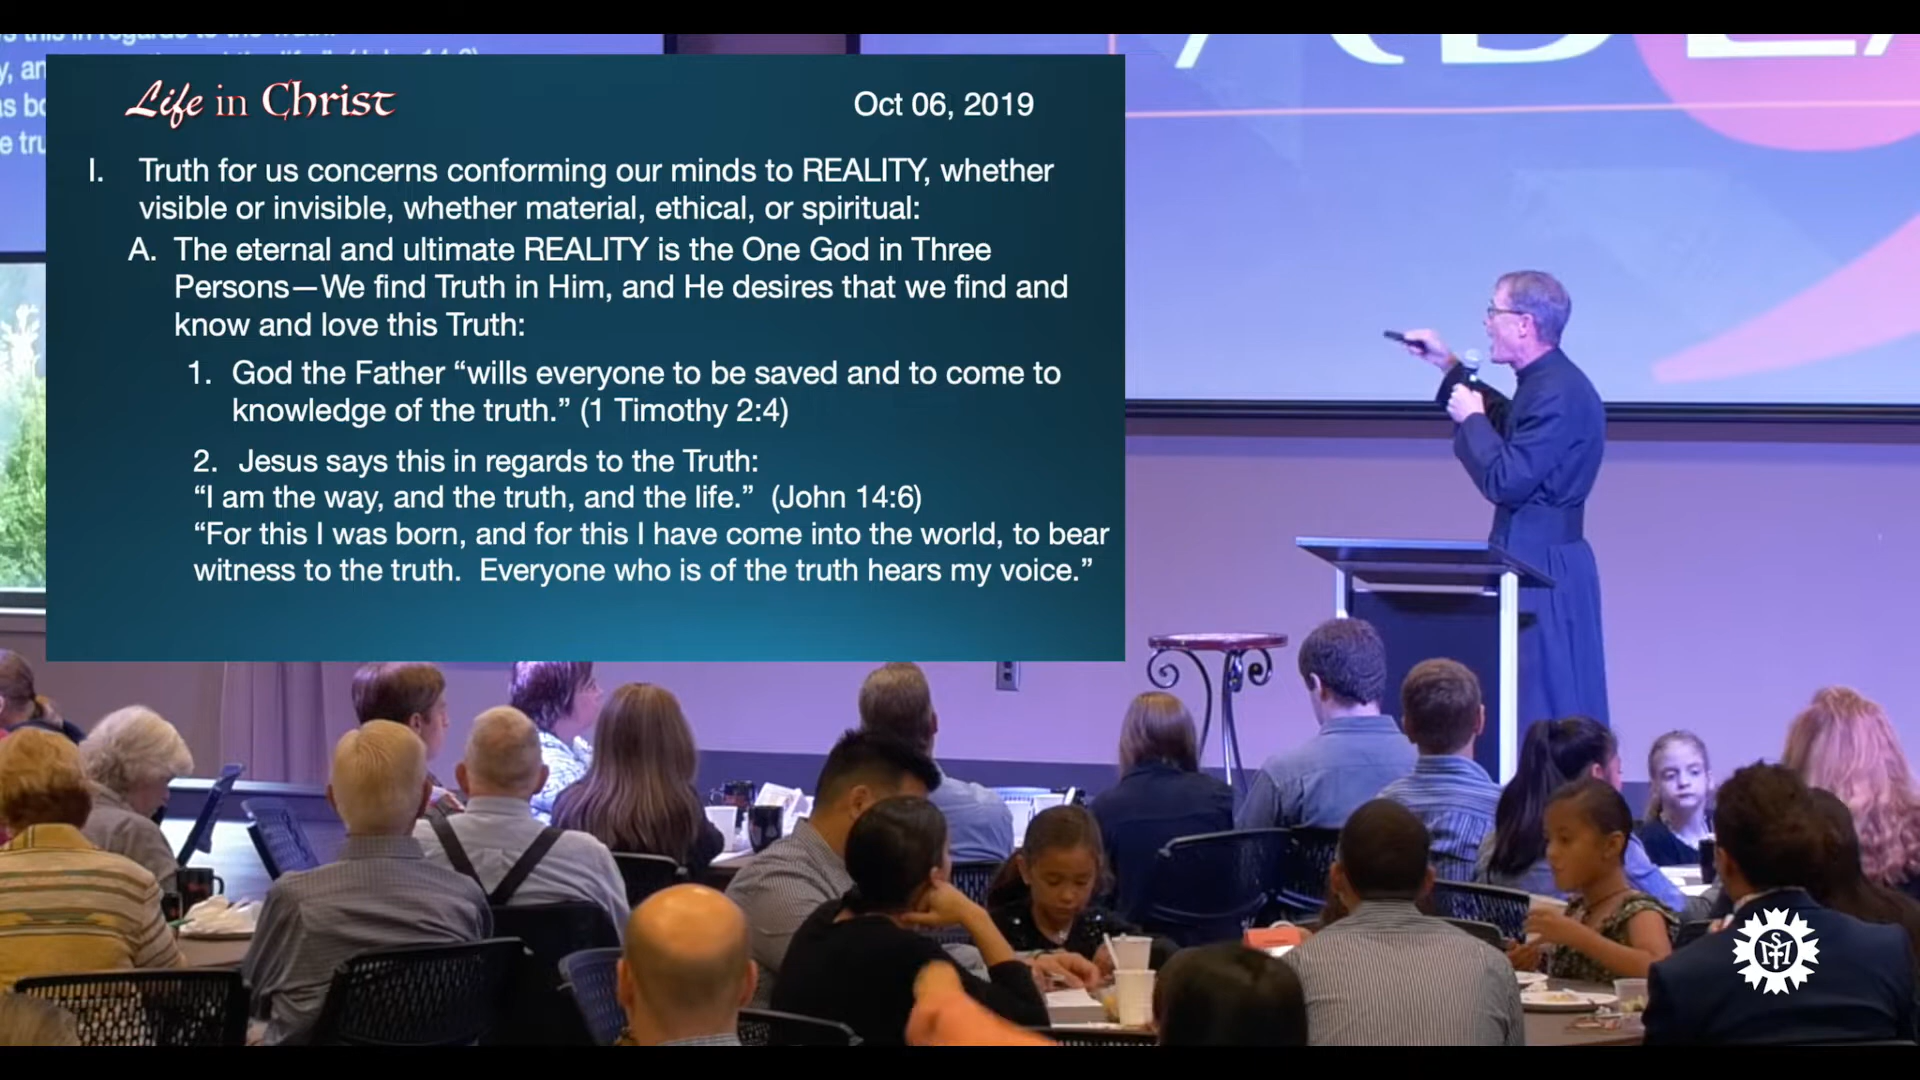 Life in Christ
Oct 06, 2019
I. Truth for us concerns conforming our minds to REALITY, whether
visible or invisible, whether material, ethical, or spiritual:
A. The eternal and ultimate REALITY is the One God in Three
Persons—We find Truth in Him, and He desires that we find and
know and love this Truth:
1. God the Father “wills everyone to be saved and to come to
knowledge of the truth.” (1 Timothy 2:4)
2. Jesus says this in regards to the Truth:
“I am the way, and the truth, and the life.” (John 14:6)
“For this I was born, and for this I have come into the world, to bear
witness to the truth. Everyone who is of the truth hears my voice.”